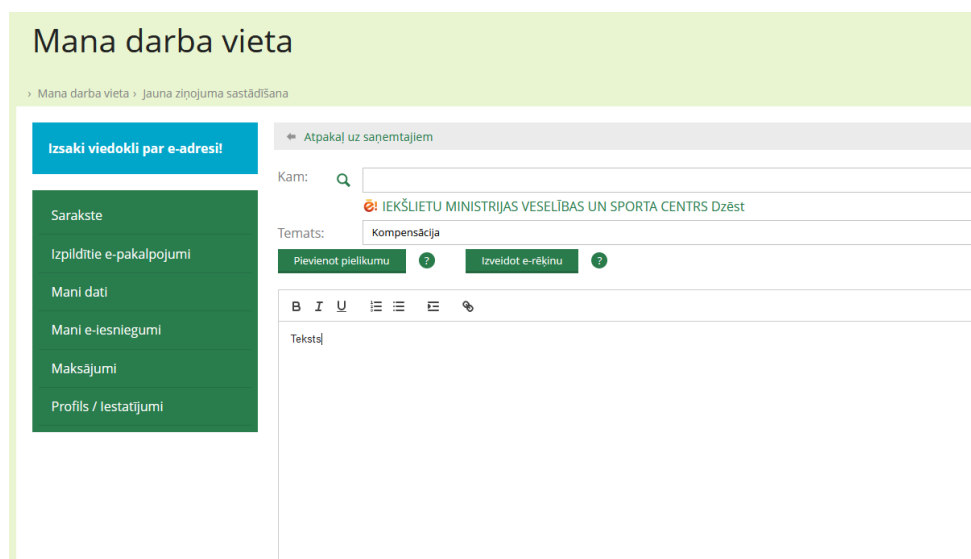 Mana darba vieta
› Mana darba vieta › Jauna ziņojuma sastādīšana
Izsaki viedokli par e-adresi!
Sarakste
Izpildītie e-pakalpojumi
Mani dati
Mani e-iesniegumi
Maksājumi
Profils / Iestatījumi
Atpakaļ uz saņemtajiem
Kam:
ē! IEKŠLIETU MINISTRIJAS VESELĪBAS UN SPORTA CENTRS Dzēst
Temats: Kompensācija
Pievienot pielikumu ? Izveidot e-rēķinu ?
B I U
Teksts